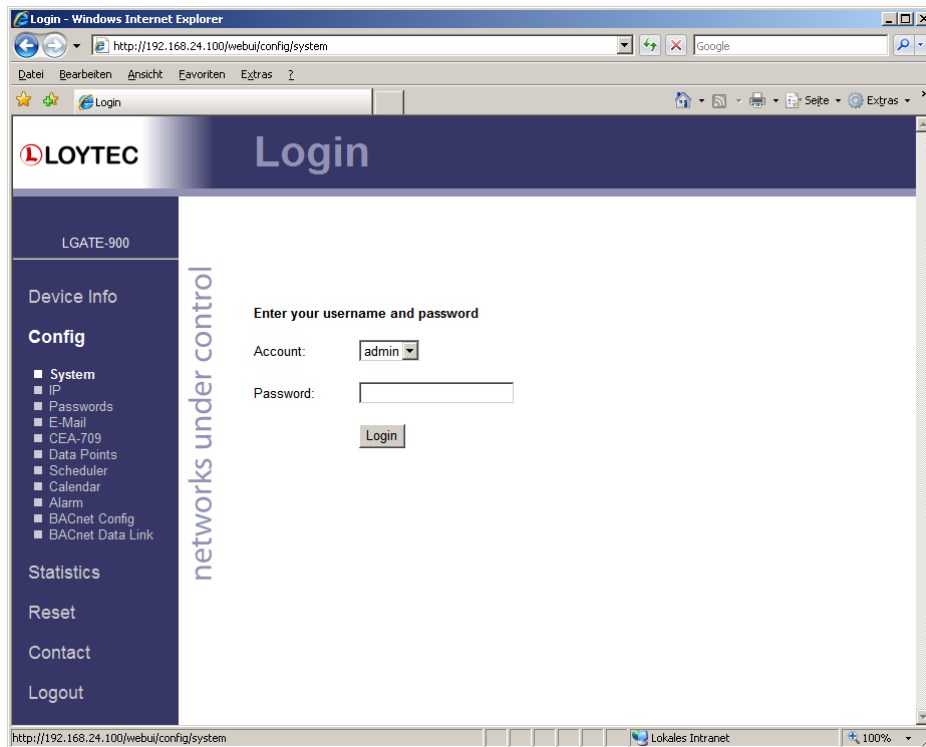 Login - Windows Internet Explorer
http://192.168.24.100/webui/config/system
Google
Datei Bearbeiten Ansicht Favoriten Extras ?
Login
Seite Extras
LOYTEC
Login
LGATE-900
Device Info
Config
System
IP
Passwords
E-Mail
CEA-709
Data Points
Scheduler
Calendar
Alarm
BACnet Config
BACnet Data Link
Statistics
Reset
Contact
Logout
networks under control
Enter your username and password
Account: admin
Password:
Login
http://192.168.24.100/webui/config/system
Lokales Intranet
100%